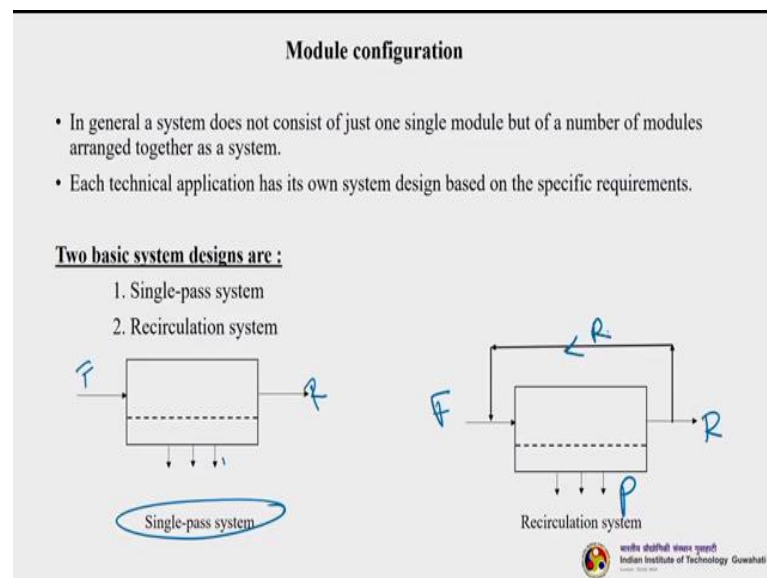 Module configuration
• In general a system does not consist of just one single module but of a number of modules
arranged together as a system.
• Each technical application has its own system design based on the specific requirements.
Two basic system designs are :
1. Single-pass system
2. Recirculation system
R
F
R
F
R
P
Single-pass system
Recirculation system
भारतीय प्रौद्योगिकी संस्थान गुवाहाटी
Indian Institute of Technology Guwahati